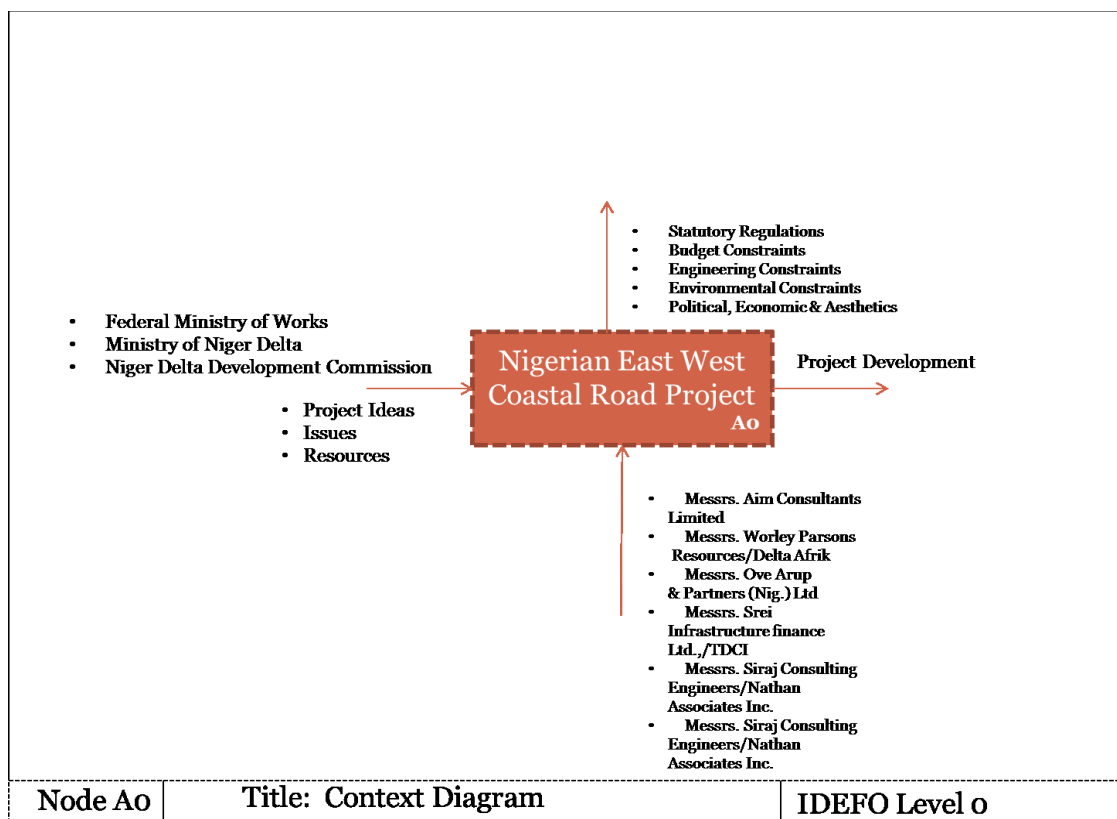 • Statutory Regulations
• Budget Constraints
• Engineering Constraints
• Environmental Constraints
• Political, Economic & Aesthetics
• Federal Ministry of Works
• Ministry of Niger Delta
• Niger Delta Development Commission
• Project Ideas
• Issues
• Resources
Nigerian East West
Coastal Road Project
A0
Project Development
• Messrs. Aim Consultants
Limited
• Messrs. Worley Parsons
Resources/Delta Afrik
• Messrs. Ove Arup
& Partners (Nig.) Ltd
• Messrs. Srei
Infrastructure finance
Ltd.,/TDCI
• Messrs. Siraj Consulting
Engineers/Nathan
Associates Inc.
• Messrs. Siraj Consulting
Engineers/Nathan
Associates Inc.
Node A0
Title: Context Diagram
IDEFO Level 0